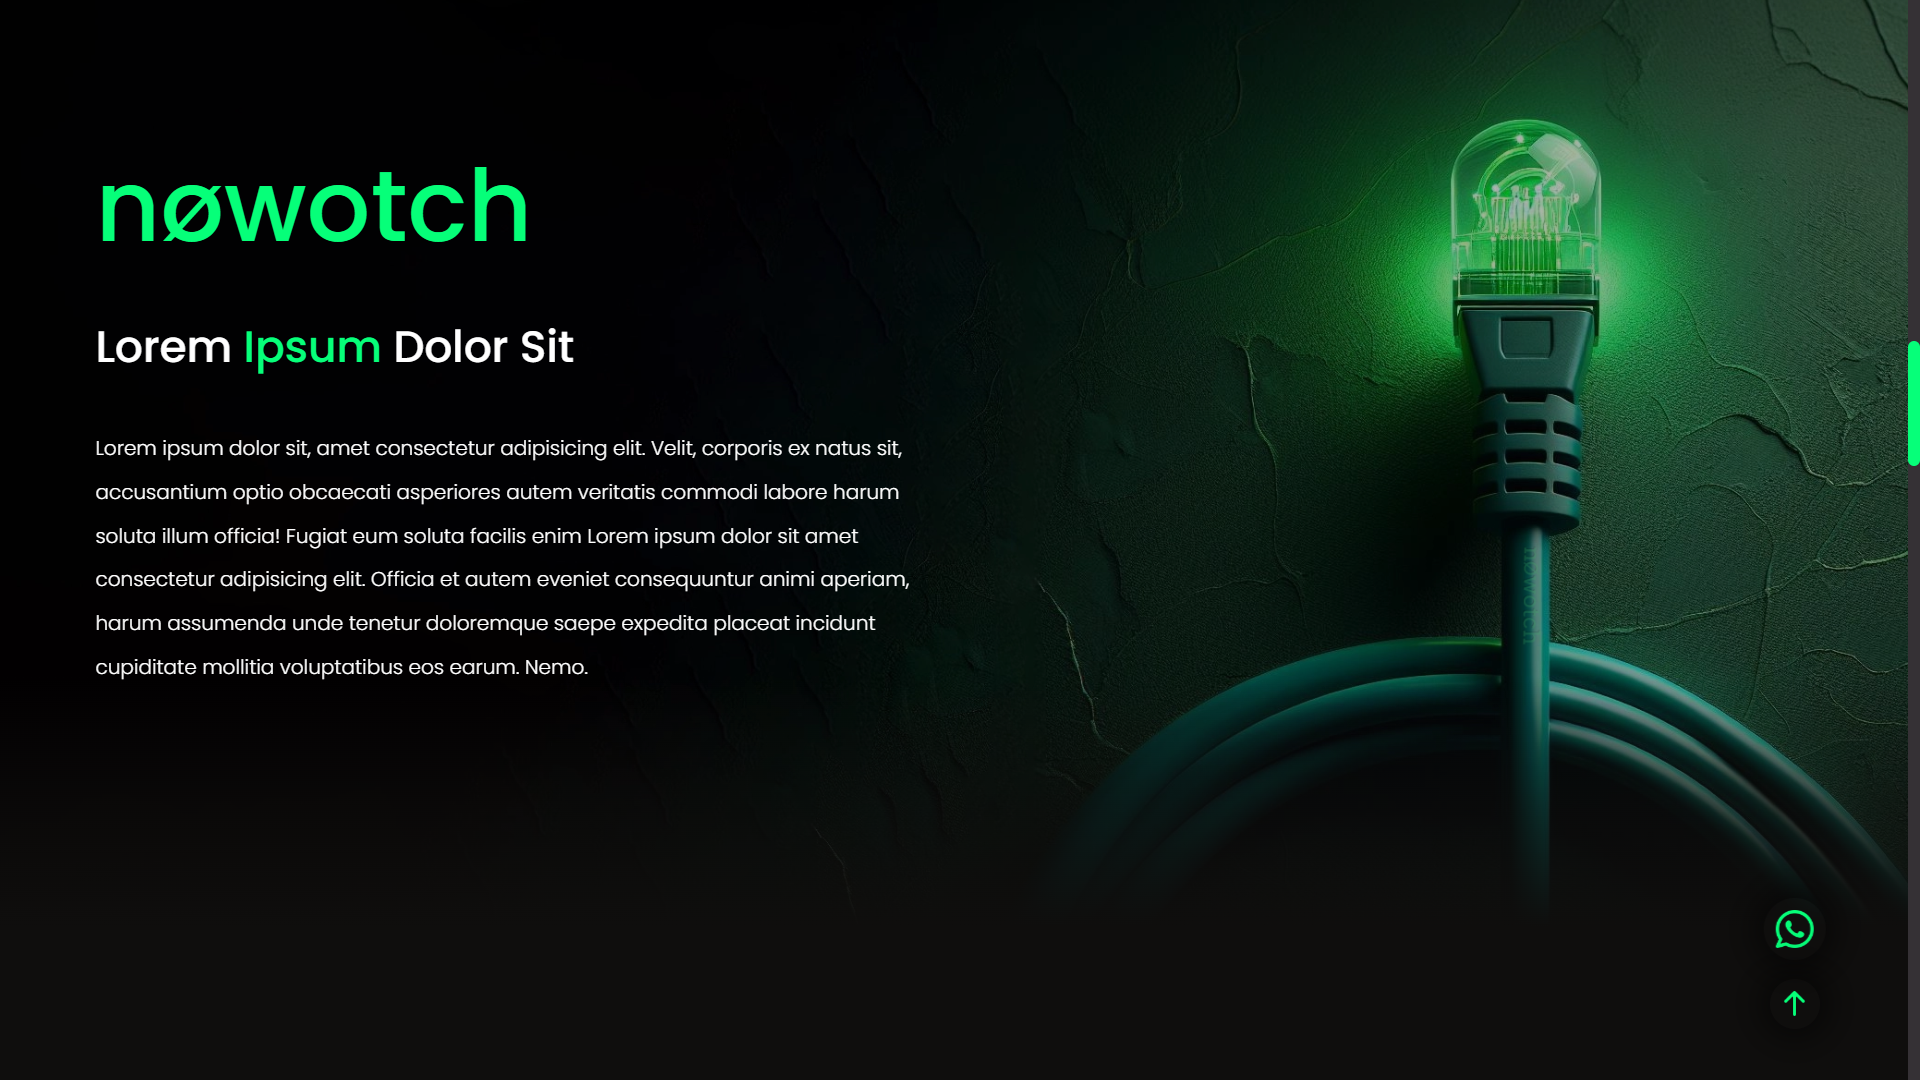 nøwotch
Lorem Ipsum Dolor Sit
Lorem ipsum dolor sit, amet consectetur adipisicing elit. Velit, corporis ex natus sit,
accusantium optio obcaecati asperiores autem veritatis commodi labore harum
soluta illum officia! Fugiat eum soluta facilis enim Lorem ipsum dolor sit amet
consectetur adipisicing elit. Officia et autem eveniet consequuntur animi aperiam,
harum assumenda unde tenetur doloremque saepe expedita placeat incidunt
cupiditate mollitia voluptatibus eos earum. Nemo.
nøwotch